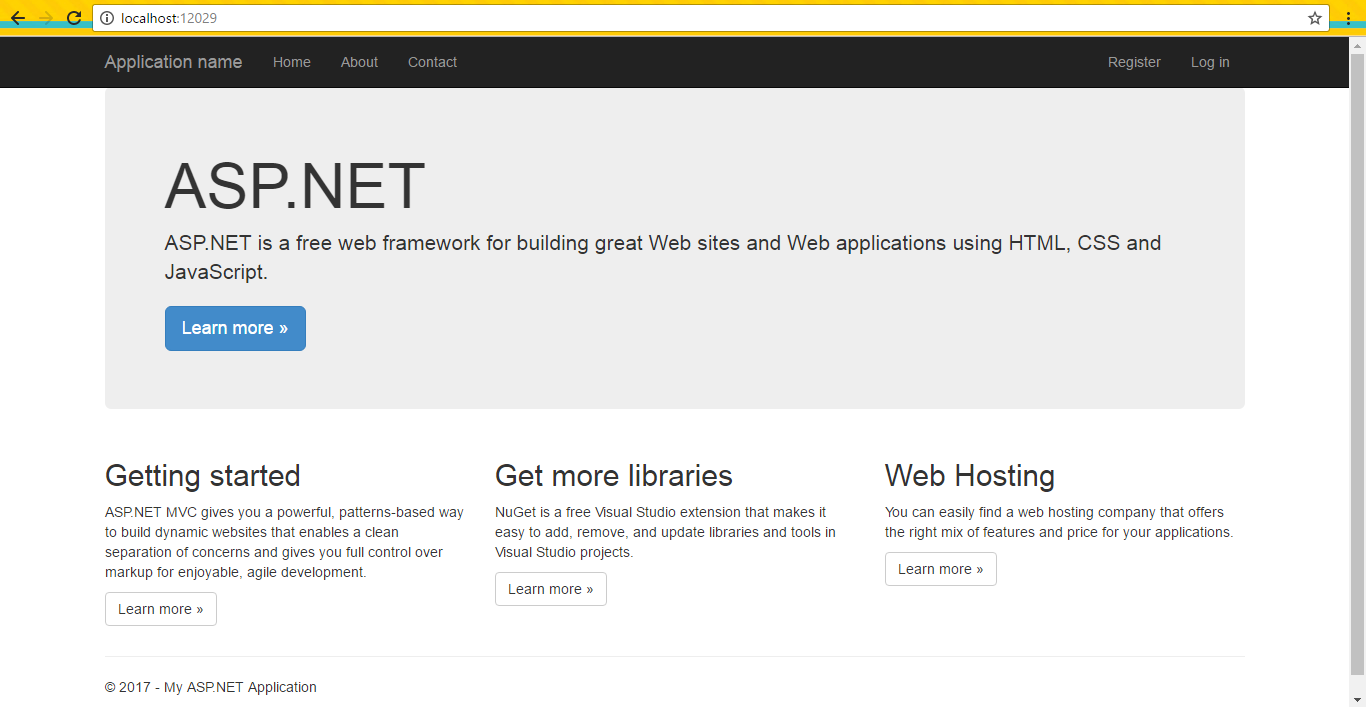 localhost:12029
Application name Home About Contact Register Log in
ASP.NET
ASP.NET is a free web framework for building great Web sites and Web applications using HTML, CSS and
JavaScript.
Learn more »
Getting started
ASP.NET MVC gives you a powerful, patterns-based way
to build dynamic websites that enables a clean
separation of concerns and gives you full control over
markup for enjoyable, agile development.
Learn more »
Get more libraries
NuGet is a free Visual Studio extension that makes it
easy to add, remove, and update libraries and tools in
Visual Studio projects.
Learn more »
Web Hosting
You can easily find a web hosting company that offers
the right mix of features and price for your applications.
Learn more »
© 2017 - My ASP.NET Application